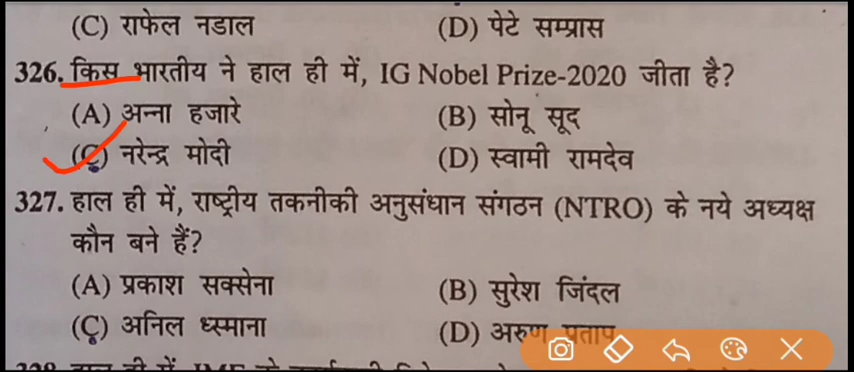 (C) राफेल नडाल (D) पेटे सम्प्रास
326. किस भारतीय ने हाल ही में, IG Nobel Prize-2020 जीता है?
(A) अन्ना हजारे (B) सोनू सूद
(C) नरेन्द्र मोदी (D) स्वामी रामदेव
327. हाल ही में, राष्ट्रीय तकनीकी अनुसंधान संगठन (NTRO) के नये अध्यक्ष
कौन बने हैं?
(A) प्रकाश सक्सेना (B) सुरेश जिंदल
(C) अनिल धस्माना (D) अरुण प्रताप